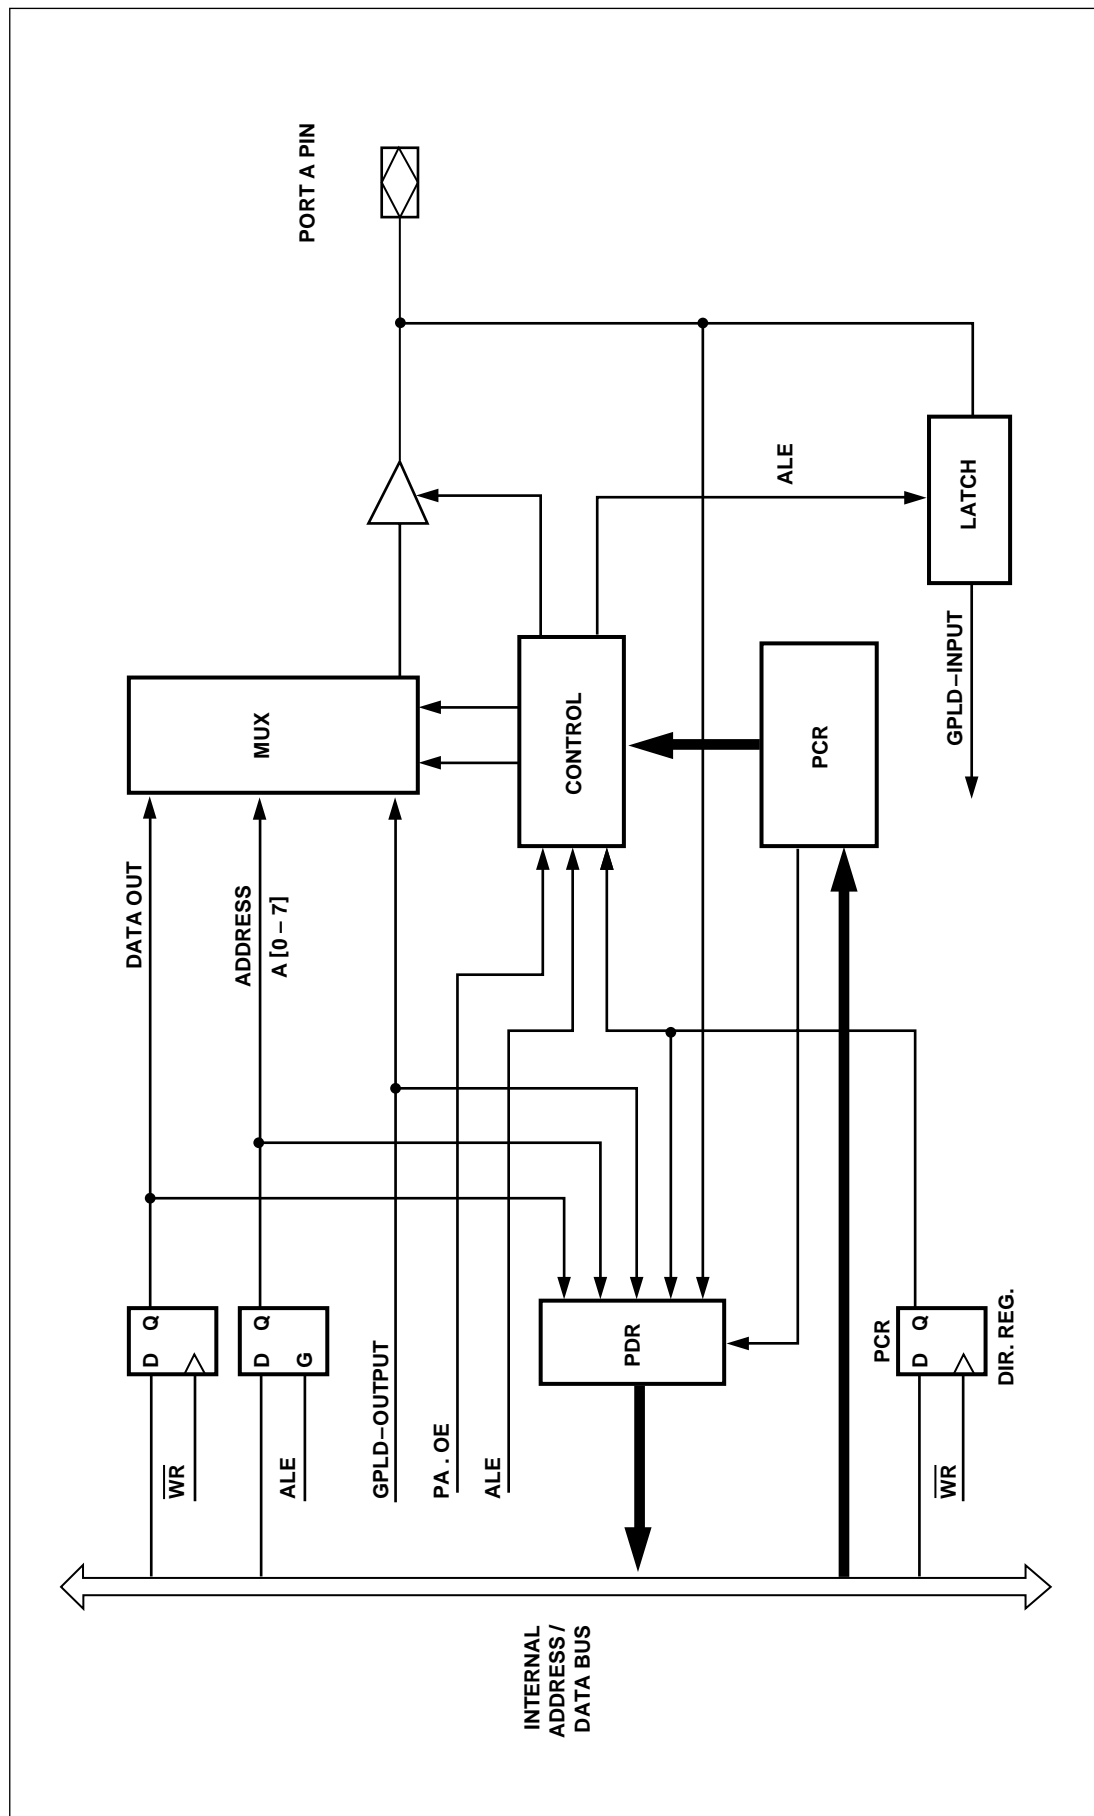 INTERNAL
ADDRESS /
DATA BUS
WR
D Q
DATA OUT
ALE
D Q
G
ADDRESS
A [0 – 7]
GPLD–OUTPUT
PA . OE
ALE
MUX
PORT A PIN
PDR
CONTROL
ALE
PCR
WR
PCR
D Q
DIR. REG.
GPLD–INPUT
LATCH